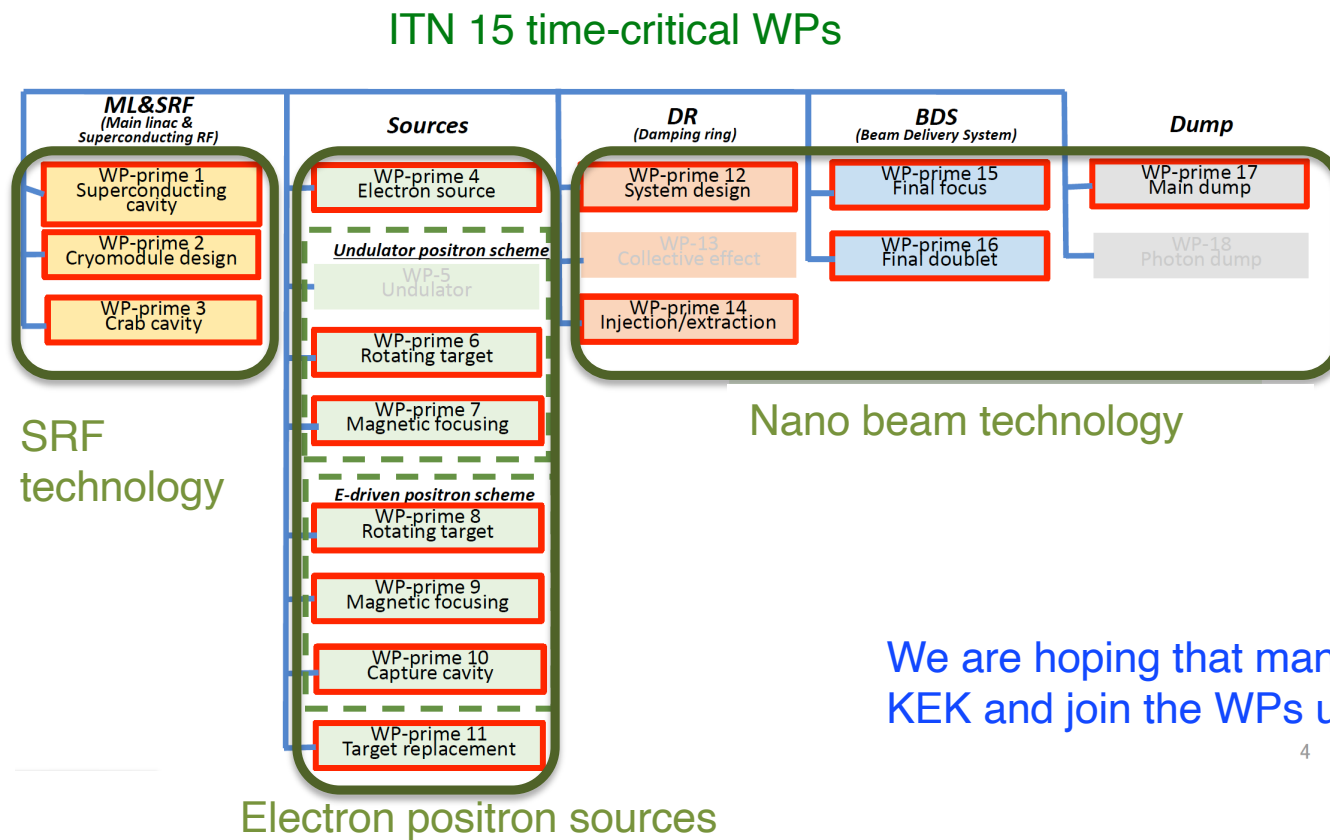 ITN 15 time-critical WPs
ML&SRF
(Main linac &
Superconducting RF)
WP-prime 1
Superconducting
cavity
WP-prime 2
Cryomodule design
WP-prime 3
Crab cavity
SRF
technology
Sources
WP-prime 4
Electron source
Undulator positron scheme
WP-5
Undulator
WP-prime 6
Rotating target
WP-prime 7
Magnetic focusing
E-driven positron scheme
WP-prime 8
Rotating target
WP-prime 9
Magnetic focusing
WP-prime 10
Capture cavity
WP-prime 11
Target replacement
Electron positron sources
DR
(Damping ring)
WP-prime 12
System design
WP-13
Collective effect
WP-prime 14
Injection/extraction
BDS
(Beam Delivery System)
WP-prime 15
Final focus
WP-prime 16
Final doublet
Dump
WP-prime 17
Main dump
WP-18
Photon dump
Nano beam technology
We are hoping that
KEK and join the WPs
4